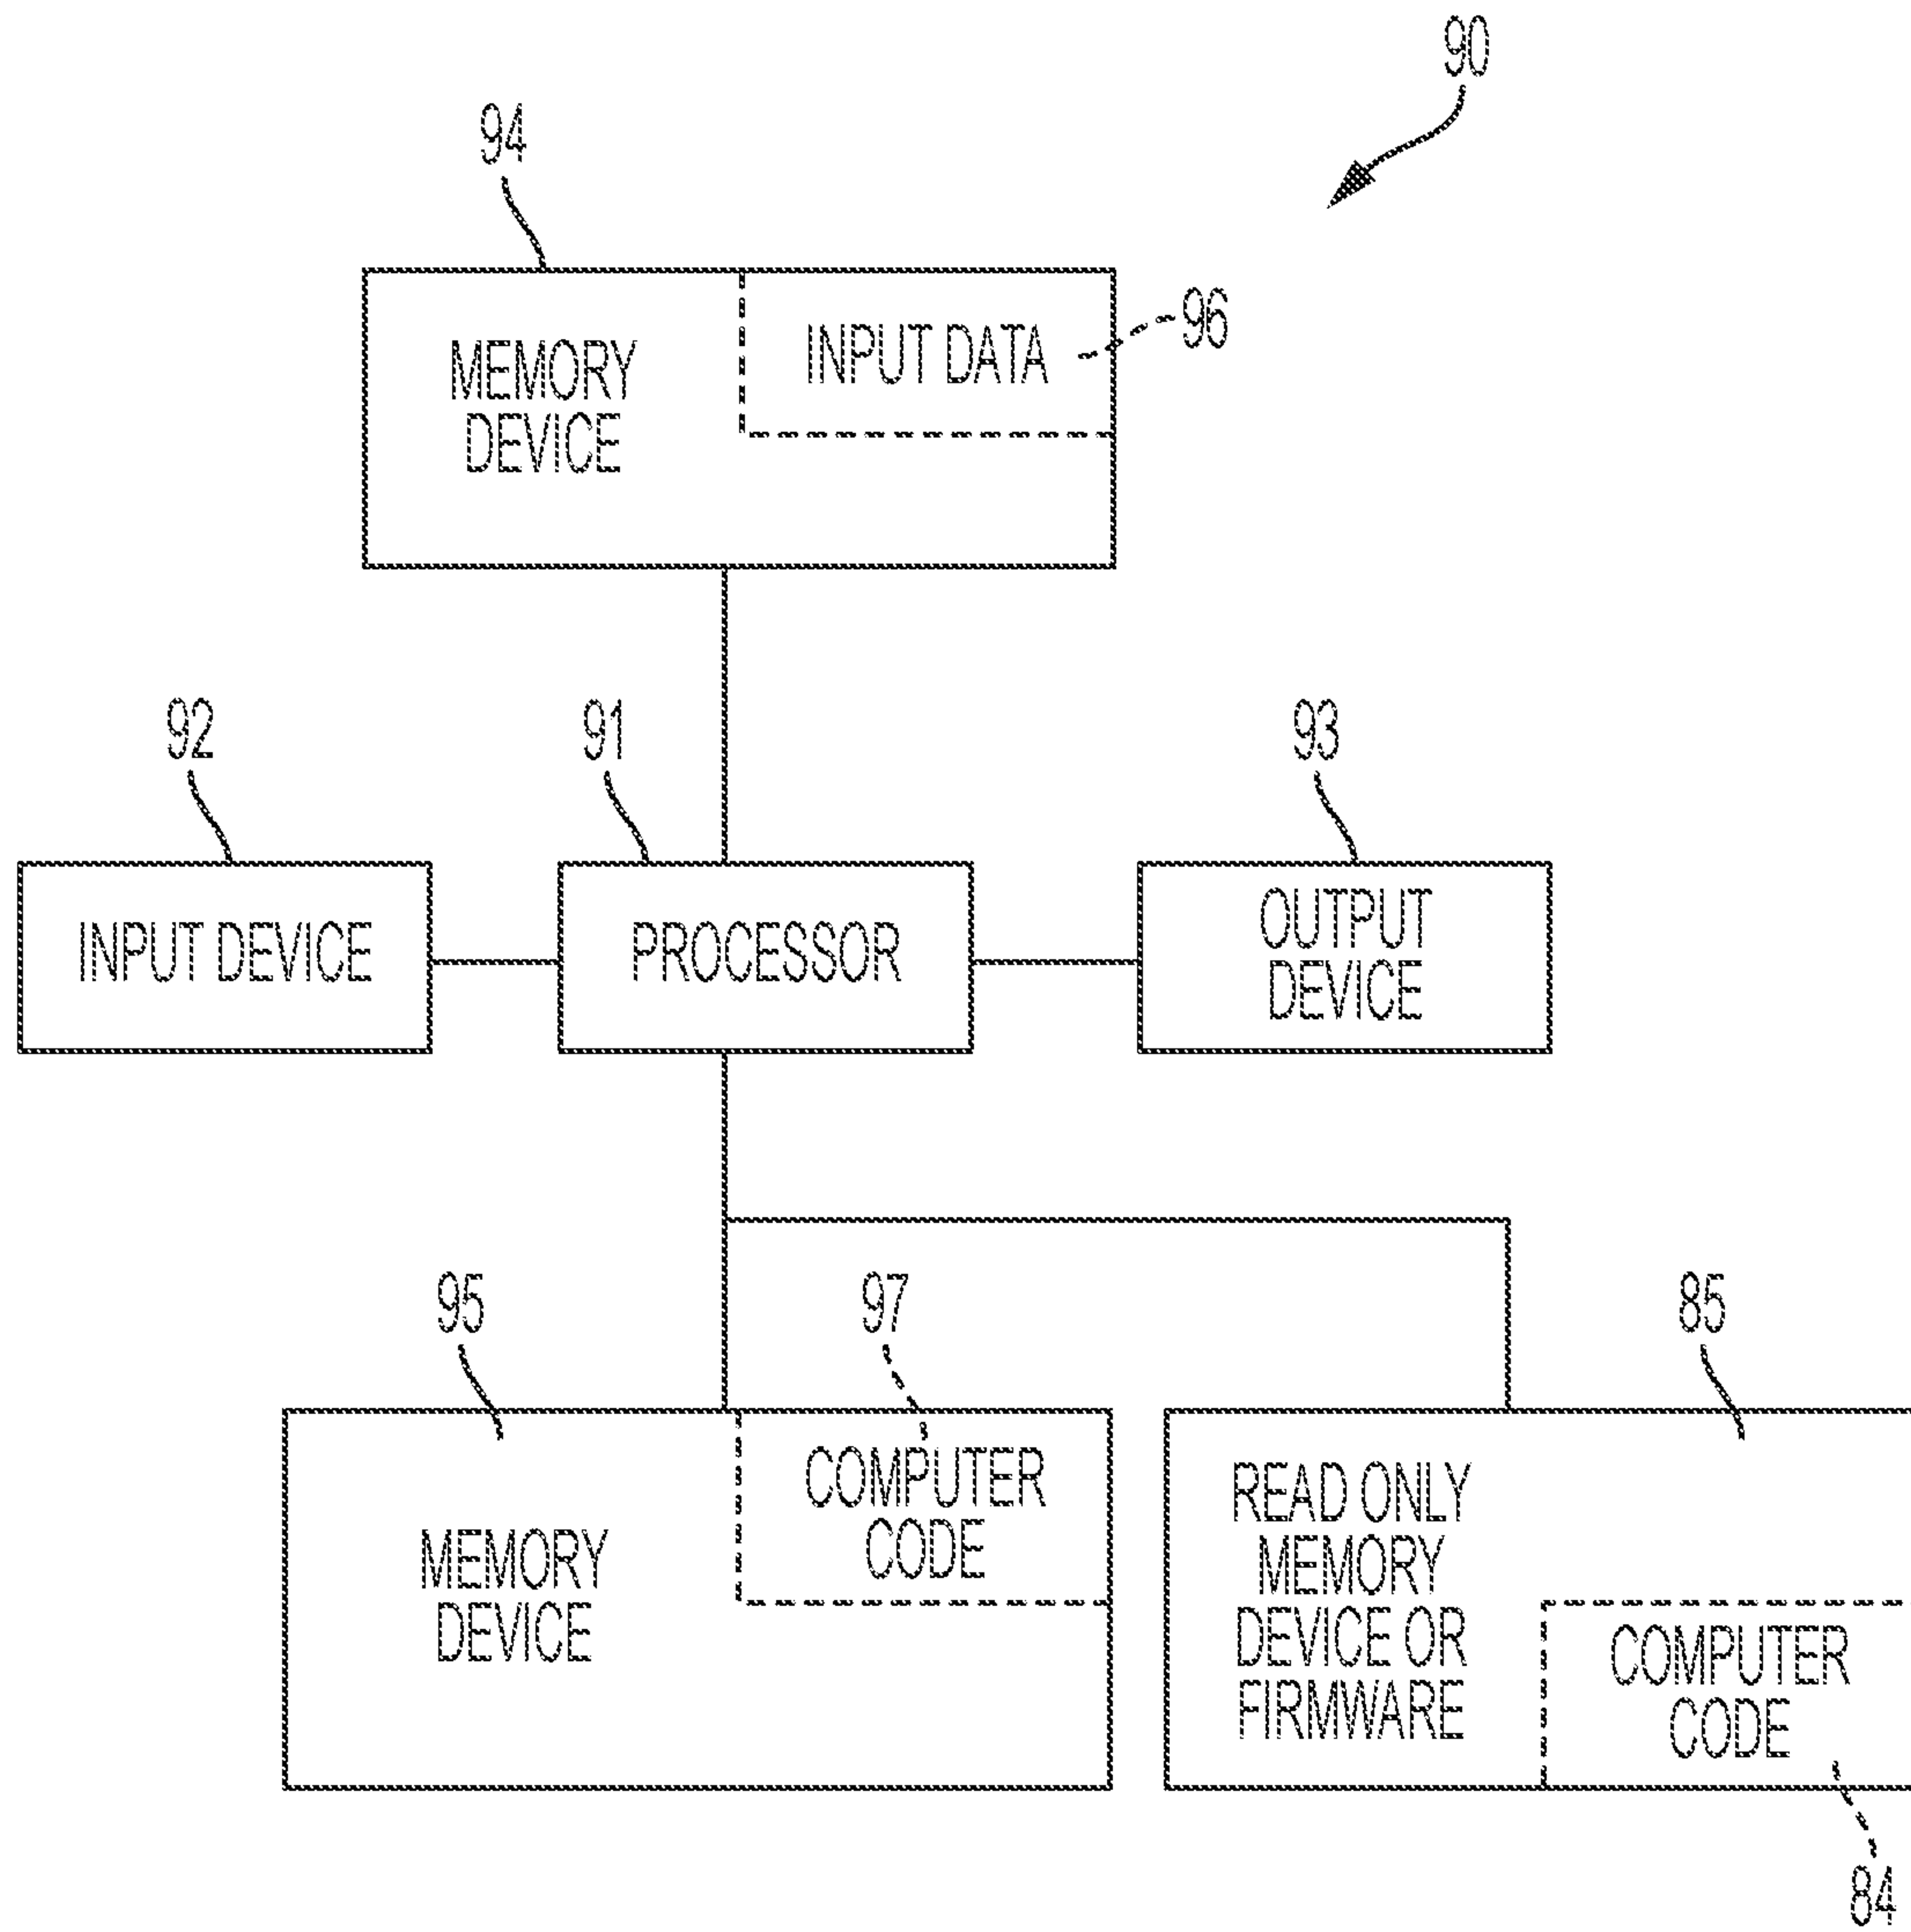 90
94
MEMORY
DEVICE
INPUT DATA
96
92
91
93
INPUT DEVICE
PROCESSOR
OUTPUT
DEVICE
95
97
85
MEMORY
DEVICE
COMPUTER
CODE
READ ONLY
MEMORY
DEVICE OR
FIRMWARE
COMPUTER
CODE
84